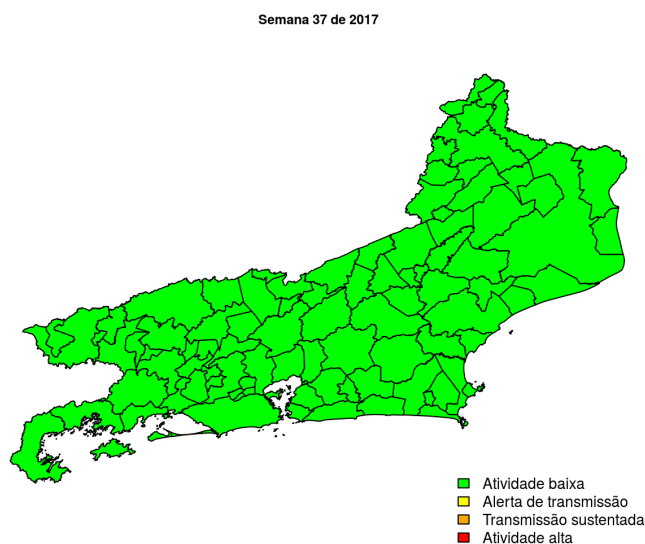 Semana 37 de 2017
Atividade baixa
Alerta de transmissão
Transmissão sustentada
Atividade alta